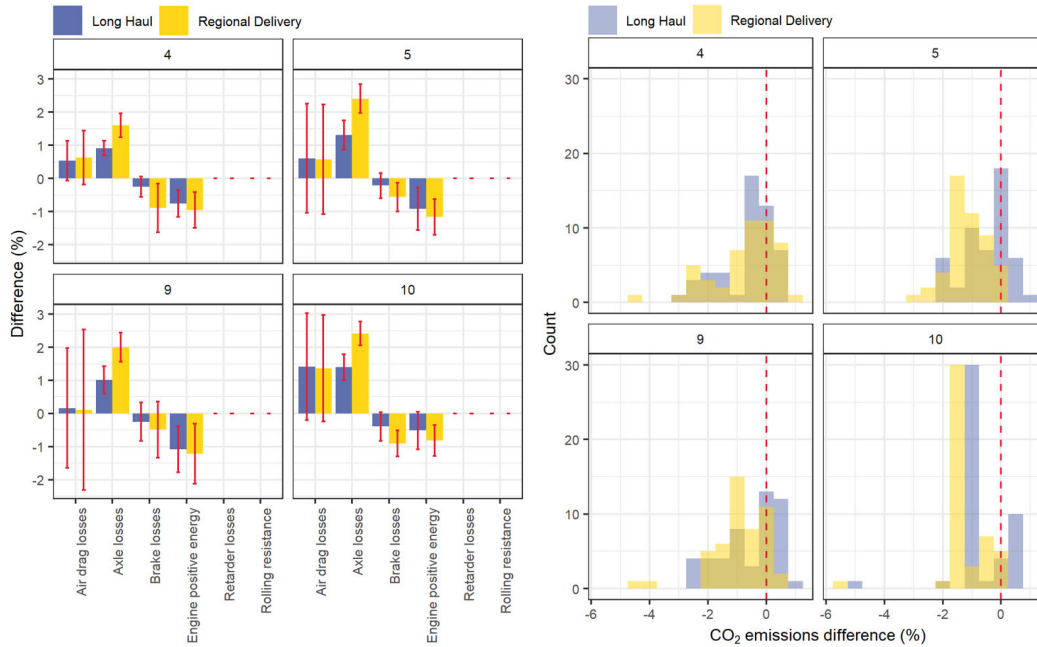 Long Haul Regional Delivery
4 5
3
2
1
0
-1
-2
9 10
3
2
1
0
-1
-2
Difference (%)
Air drag losses
Axle losses
Brake losses
Engine positive energy
Retarder losses
Rolling resistance
Air drag losses
Axle losses
Brake losses
Engine positive energy
Retarder losses
Rolling resistance
Long Haul Regional Delivery
4 5
30
20
10
0
9 10
30
20
10
0
Count
-6 -4 -2 0 -6 -4 -2 0
CO₂ emissions difference (%)